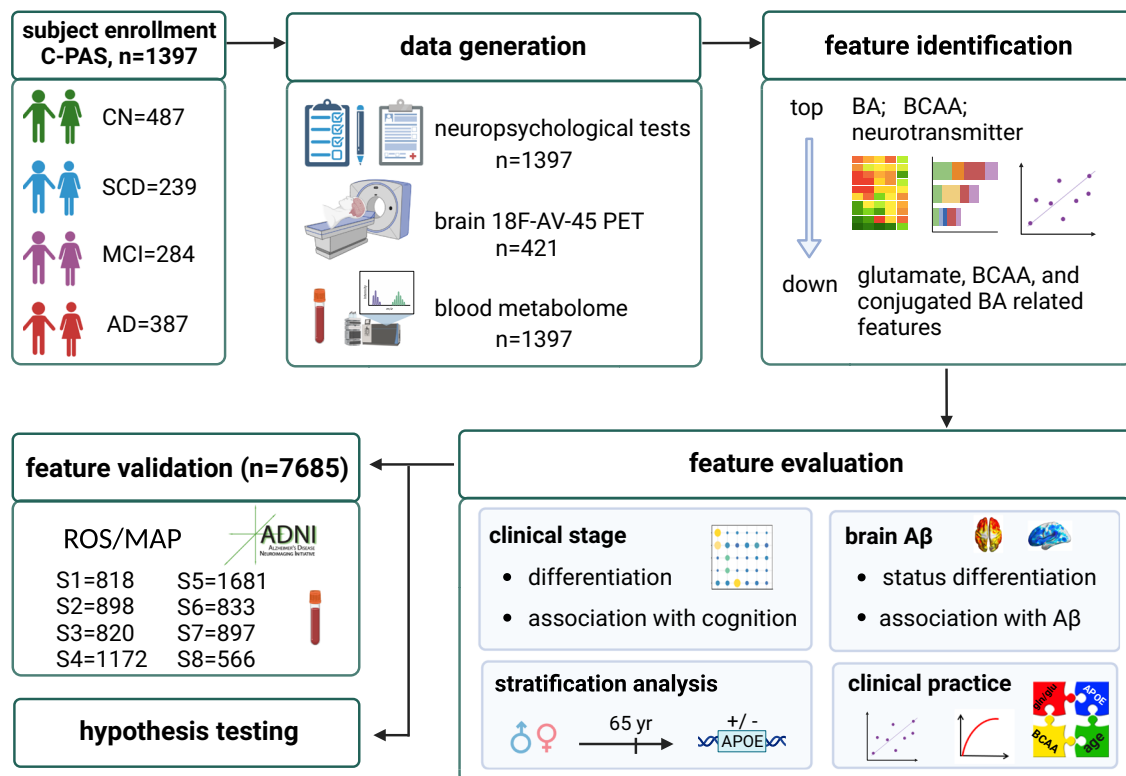 subject enrollment
C-PAS, n=1397
CN=487
SCD=239
MCI=284
AD=387
data generation
neuropsychological tests
n=1397
brain 18F-AV-45 PET
n=421
blood metabolome
n=1397
feature identification
top
BA; BCAA;
neurotransmitter
down
glutamate, BCAA, and
conjugated BA related
features
feature validation (n=7685)
ROS/MAP
ADNI
ALZHEIMER'S DISEASE
NEUROIMAGING INITIATIVE
S1=818 S5=1681
S2=898 S6=833
S3=820 S7=897
S4=1172 S8=566
hypothesis testing
feature evaluation
clinical stage
• differentiation
• association with cognition
brain Aβ
• status differentiation
• association with Aβ
stratification analysis
65 yr
+/ -
APOE
clinical practice
gln/glu
APOE
BCAA
age